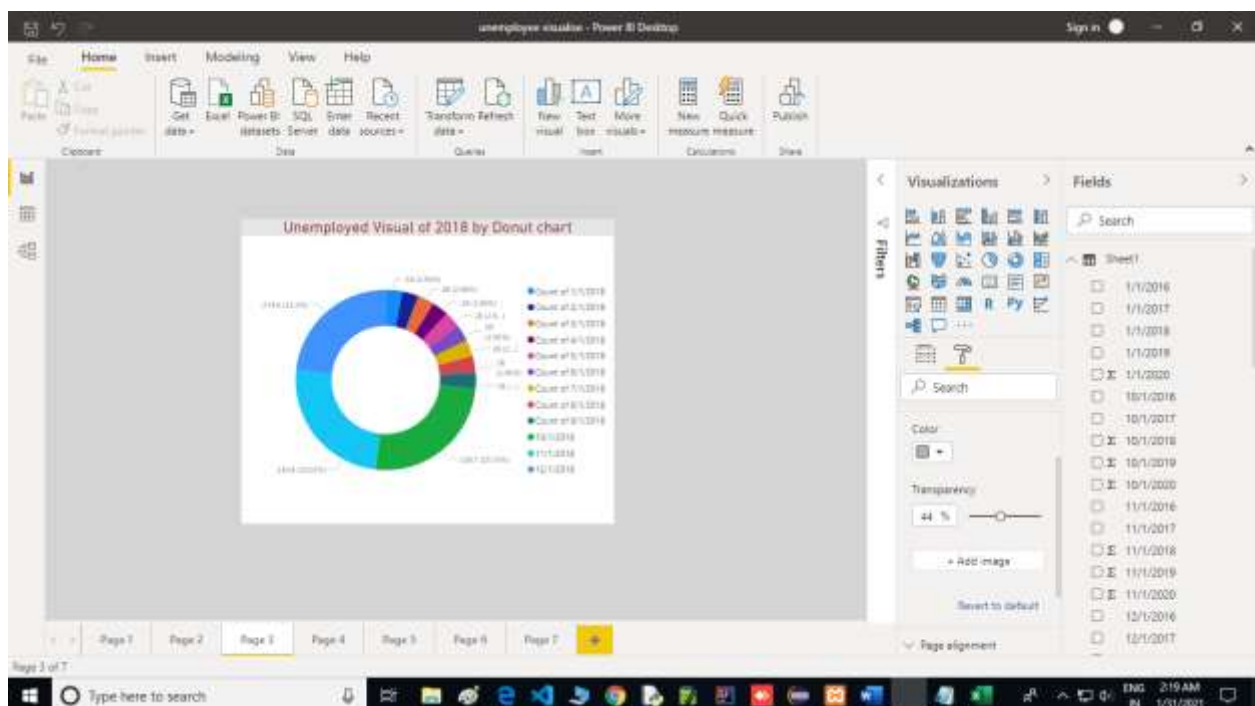 unemployee visualise - Power BI Desktop
Sign in
File Home Insert Modeling View Help
Paste
Cut
Copy
Format painter
Clipboard
Get data
Excel
Power BI datasets
SQL Server
Enter data
Recent sources
Data
Transform data
Refresh
Queries
New visual
Text box
More visuals
Insert
New measure
Quick measure
Calculations
Publish
Share
Unemployed Visual of 2018 by Donut chart
Count of 1/1/2018
Count of 2/1/2018
Count of 3/1/2018
Count of 4/1/2018
Count of 5/1/2018
Count of 6/1/2018
Count of 7/1/2018
Count of 8/1/2018
Count of 9/1/2018
10/1/2018
11/1/2018
12/1/2018
Filters
Visualizations
R Py
Search
Color
Transparency
44 %
+ Add image
Revert to default
Page alignment
Fields
Search
Sheet1
1/1/2016
1/1/2017
1/1/2018
1/1/2019
Σ 1/1/2020
10/1/2016
10/1/2017
Σ 10/1/2018
Σ 10/1/2019
Σ 10/1/2020
11/1/2016
11/1/2017
Σ 11/1/2018
Σ 11/1/2019
Σ 11/1/2020
12/1/2016
12/1/2017
Page 1 Page 2 Page 3 Page 4 Page 5 Page 6 Page 7 +
Page 3 of 7
Type here to search
ENG 2:19 AM
IN 1/31/2021